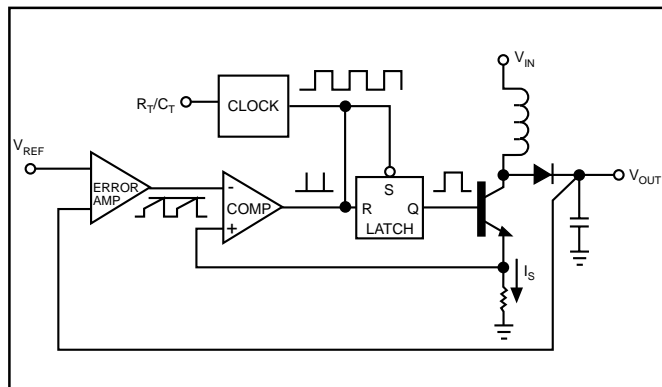 V_IN
R_T/C_T
CLOCK
V_REF
ERROR
AMP
-
COMP
+
S
R
Q
LATCH
V_OUT
I_S